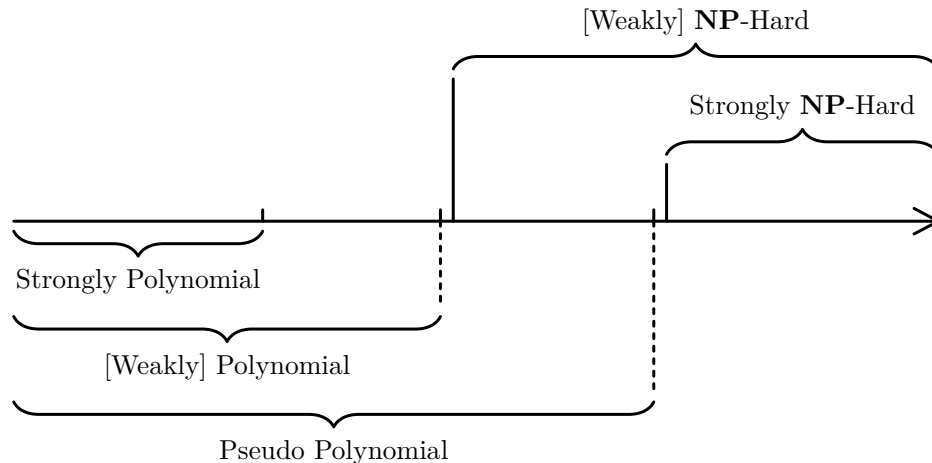 [Weakly] NP-Hard
Strongly NP-Hard
Strongly Polynomial
[Weakly] Polynomial
Pseudo Polynomial